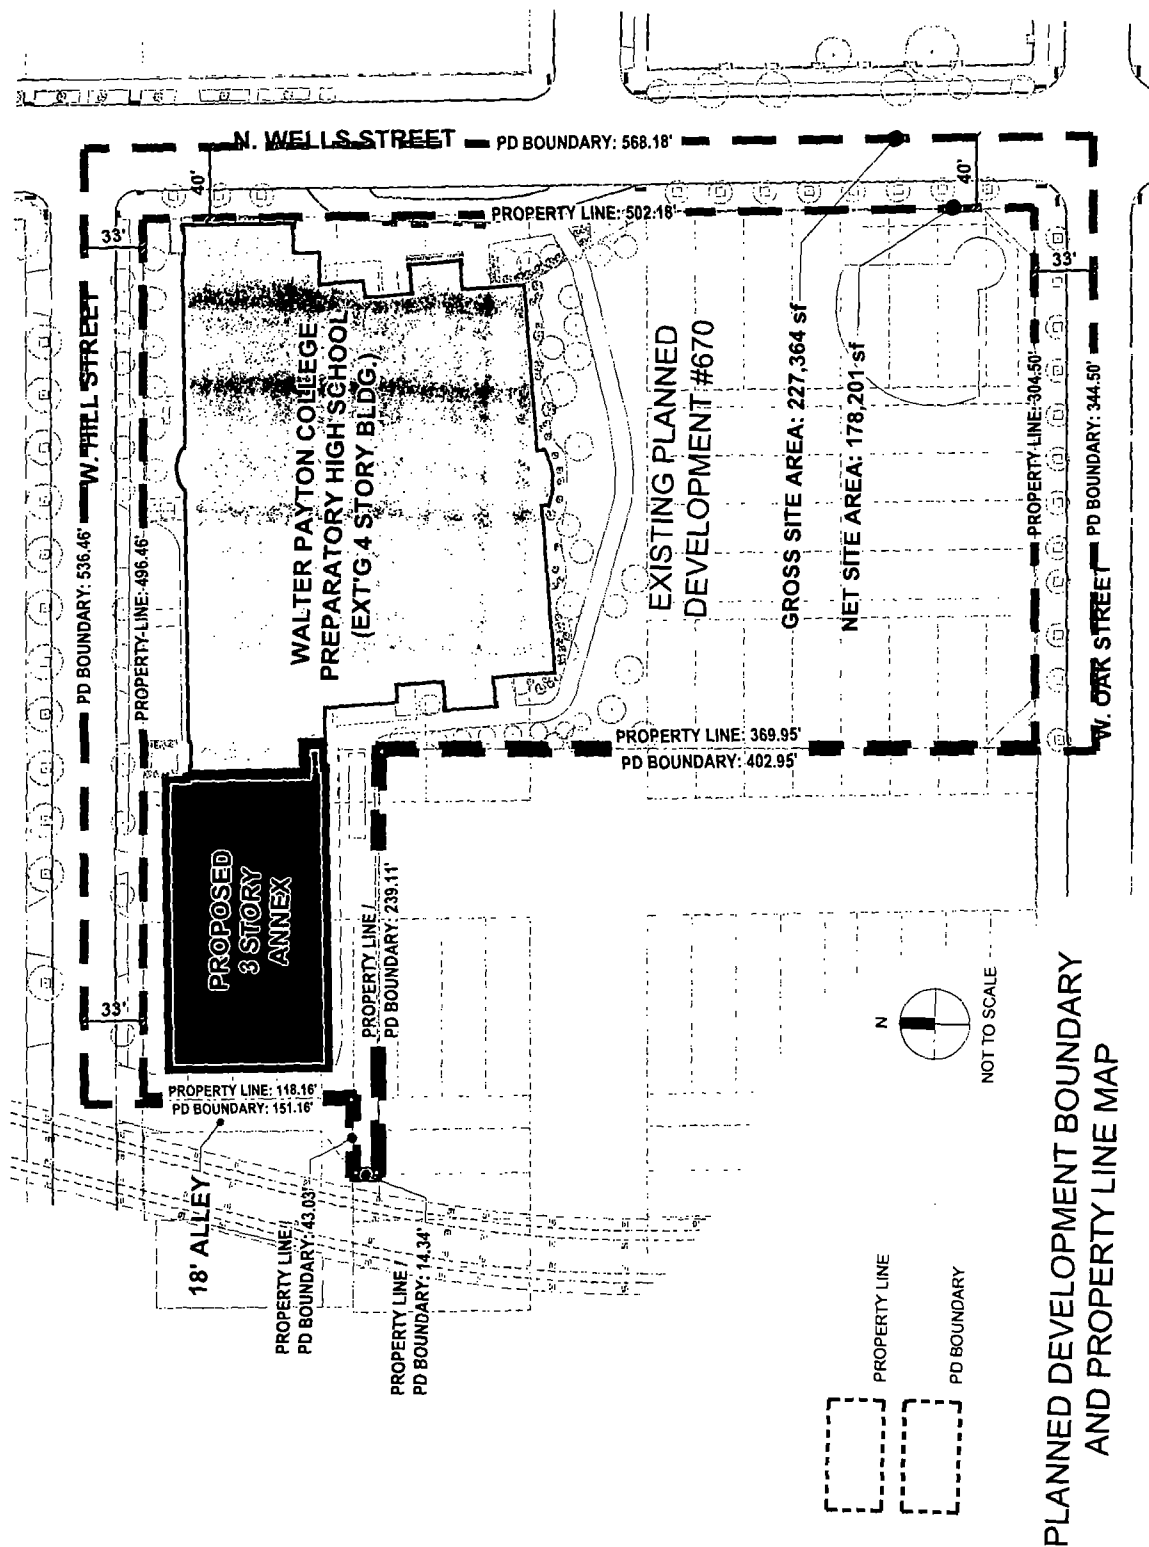 N. WELLS STREET
PD BOUNDARY: 568.18'
40'
40'
PROPERTY LINE: 502.18'
33'
33'
W. HILL STREET
PD BOUNDARY: 536.46'
PROPERTY LINE: 496.46'
WALTER PAYTON COLLEGE
PREPARATORY HIGH SCHOOL
(EXT'G 4 STORY BLDG.)
EXISTING PLANNED
DEVELOPMENT #670
GROSS SITE AREA: 227,364 sf
NET SITE AREA: 178,201 sf
PROPERTY LINE: 304.50'
PD BOUNDARY: 344.50'
W. OAK STREET
PROPERTY LINE: 369.95'
PD BOUNDARY: 402.95'
PROPOSED
3 STORY
ANNEX
PROPERTY LINE /
PD BOUNDARY: 239.11'
33'
PROPERTY LINE: 118.16'
PD BOUNDARY: 151.16'
18' ALLEY
PROPERTY LINE /
PD BOUNDARY: 43.03'
PROPERTY LINE /
PD BOUNDARY: 14.34'
N
NOT TO SCALE
PROPERTY LINE
PD BOUNDARY
PLANNED DEVELOPMENT BOUNDARY
AND PROPERTY LINE MAP